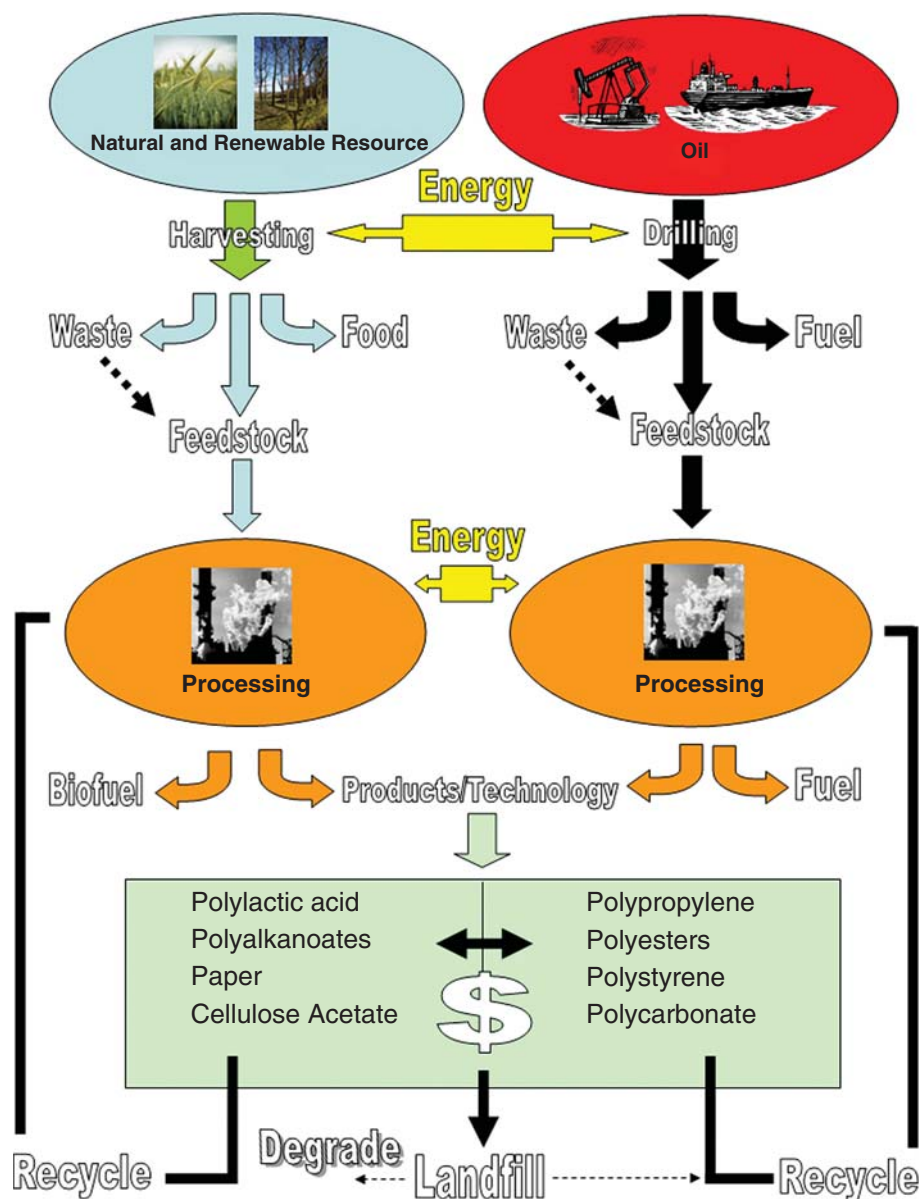 Natural and Renewable Resource
Oil
Energy
Harvesting
Drilling
Waste
Food
Waste
Fuel
Feedstock
Feedstock
Energy
Processing
Processing
Biofuel
Products/Technology
Fuel
Polylactic acid
Polyalkanoates
Paper
Cellulose Acetate
Polypropylene
Polyesters
Polystyrene
Polycarbonate
$
Recycle
Degrade
Landfill
Recycle